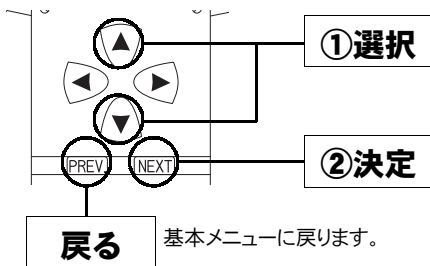 ①選択
PREV
NEXT
②決定
戻る
基本メニューに戻ります。